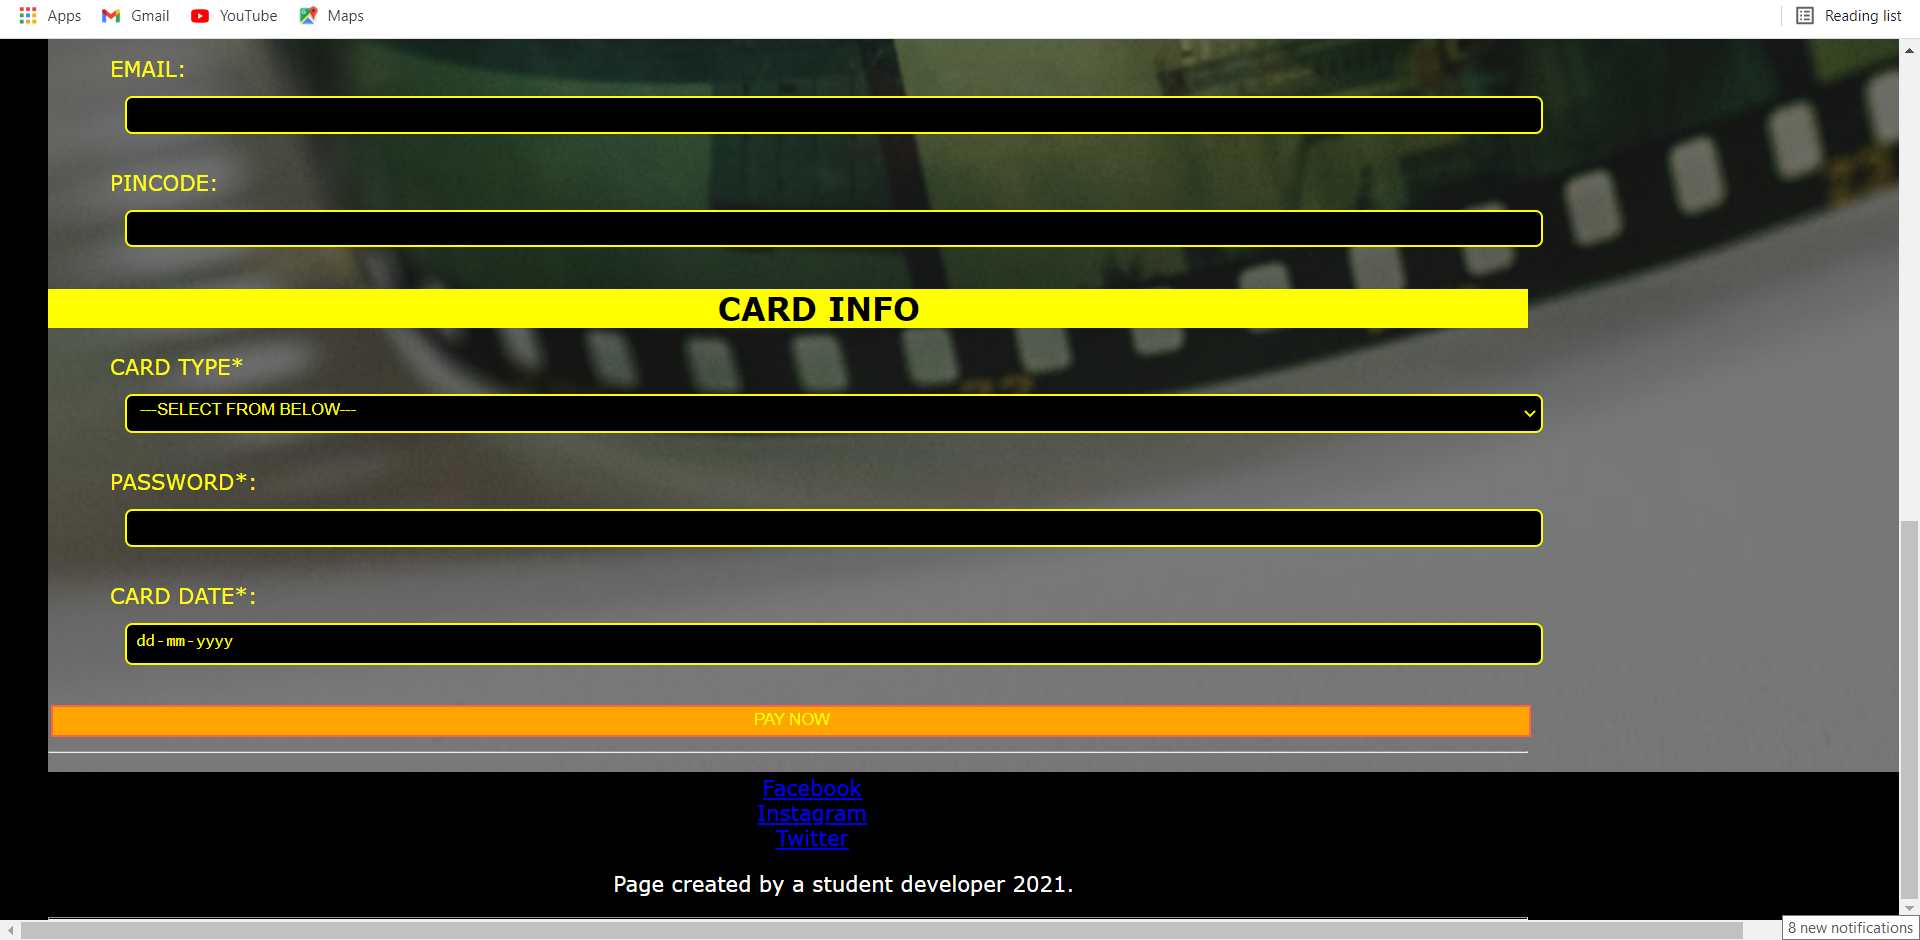 Apps Gmail YouTube Maps Reading list
EMAIL:
PINCODE:
CARD INFO
CARD TYPE*
---SELECT FROM BELOW---
PASSWORD*:
CARD DATE*:
dd-mm-yyyy
PAY NOW
Facebook
Instagram
Twitter
Page created by a student developer 2021.
8 new notifications